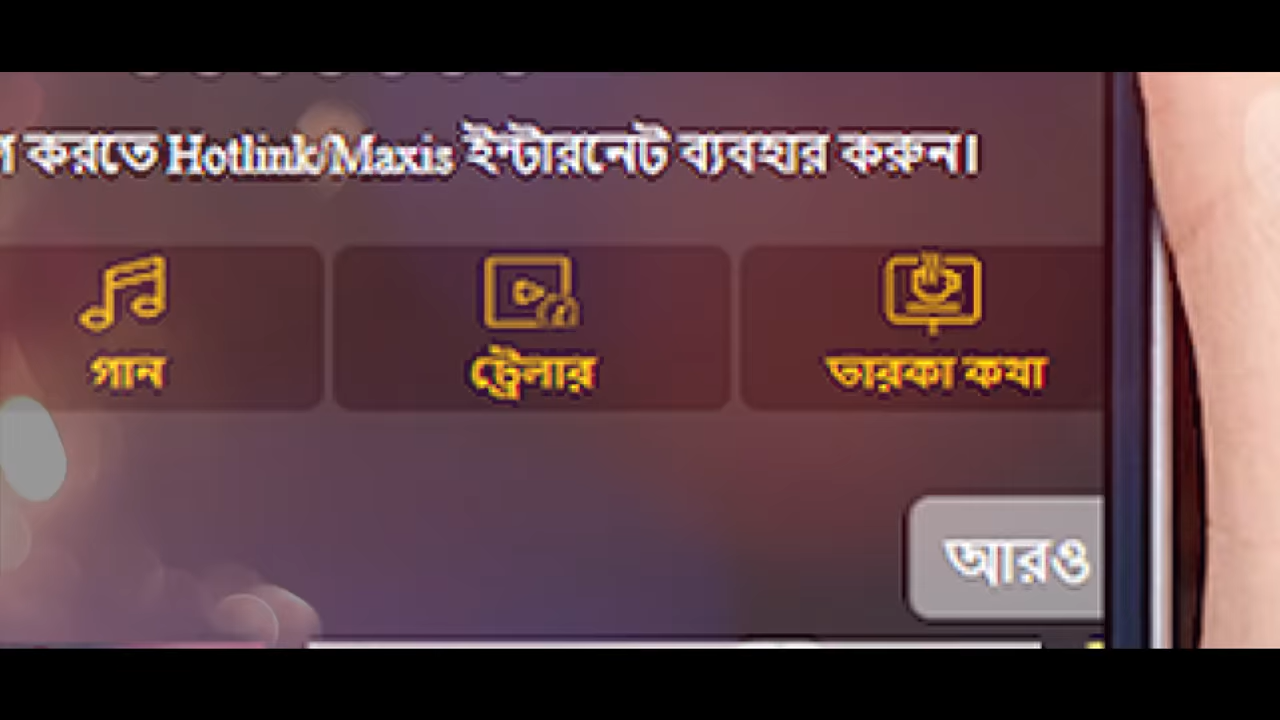 করতে Hotlink/Maxis ইন্টারনেট ব্যবহার করুন।
গান ট্রেলার তারকা কথা
আরও